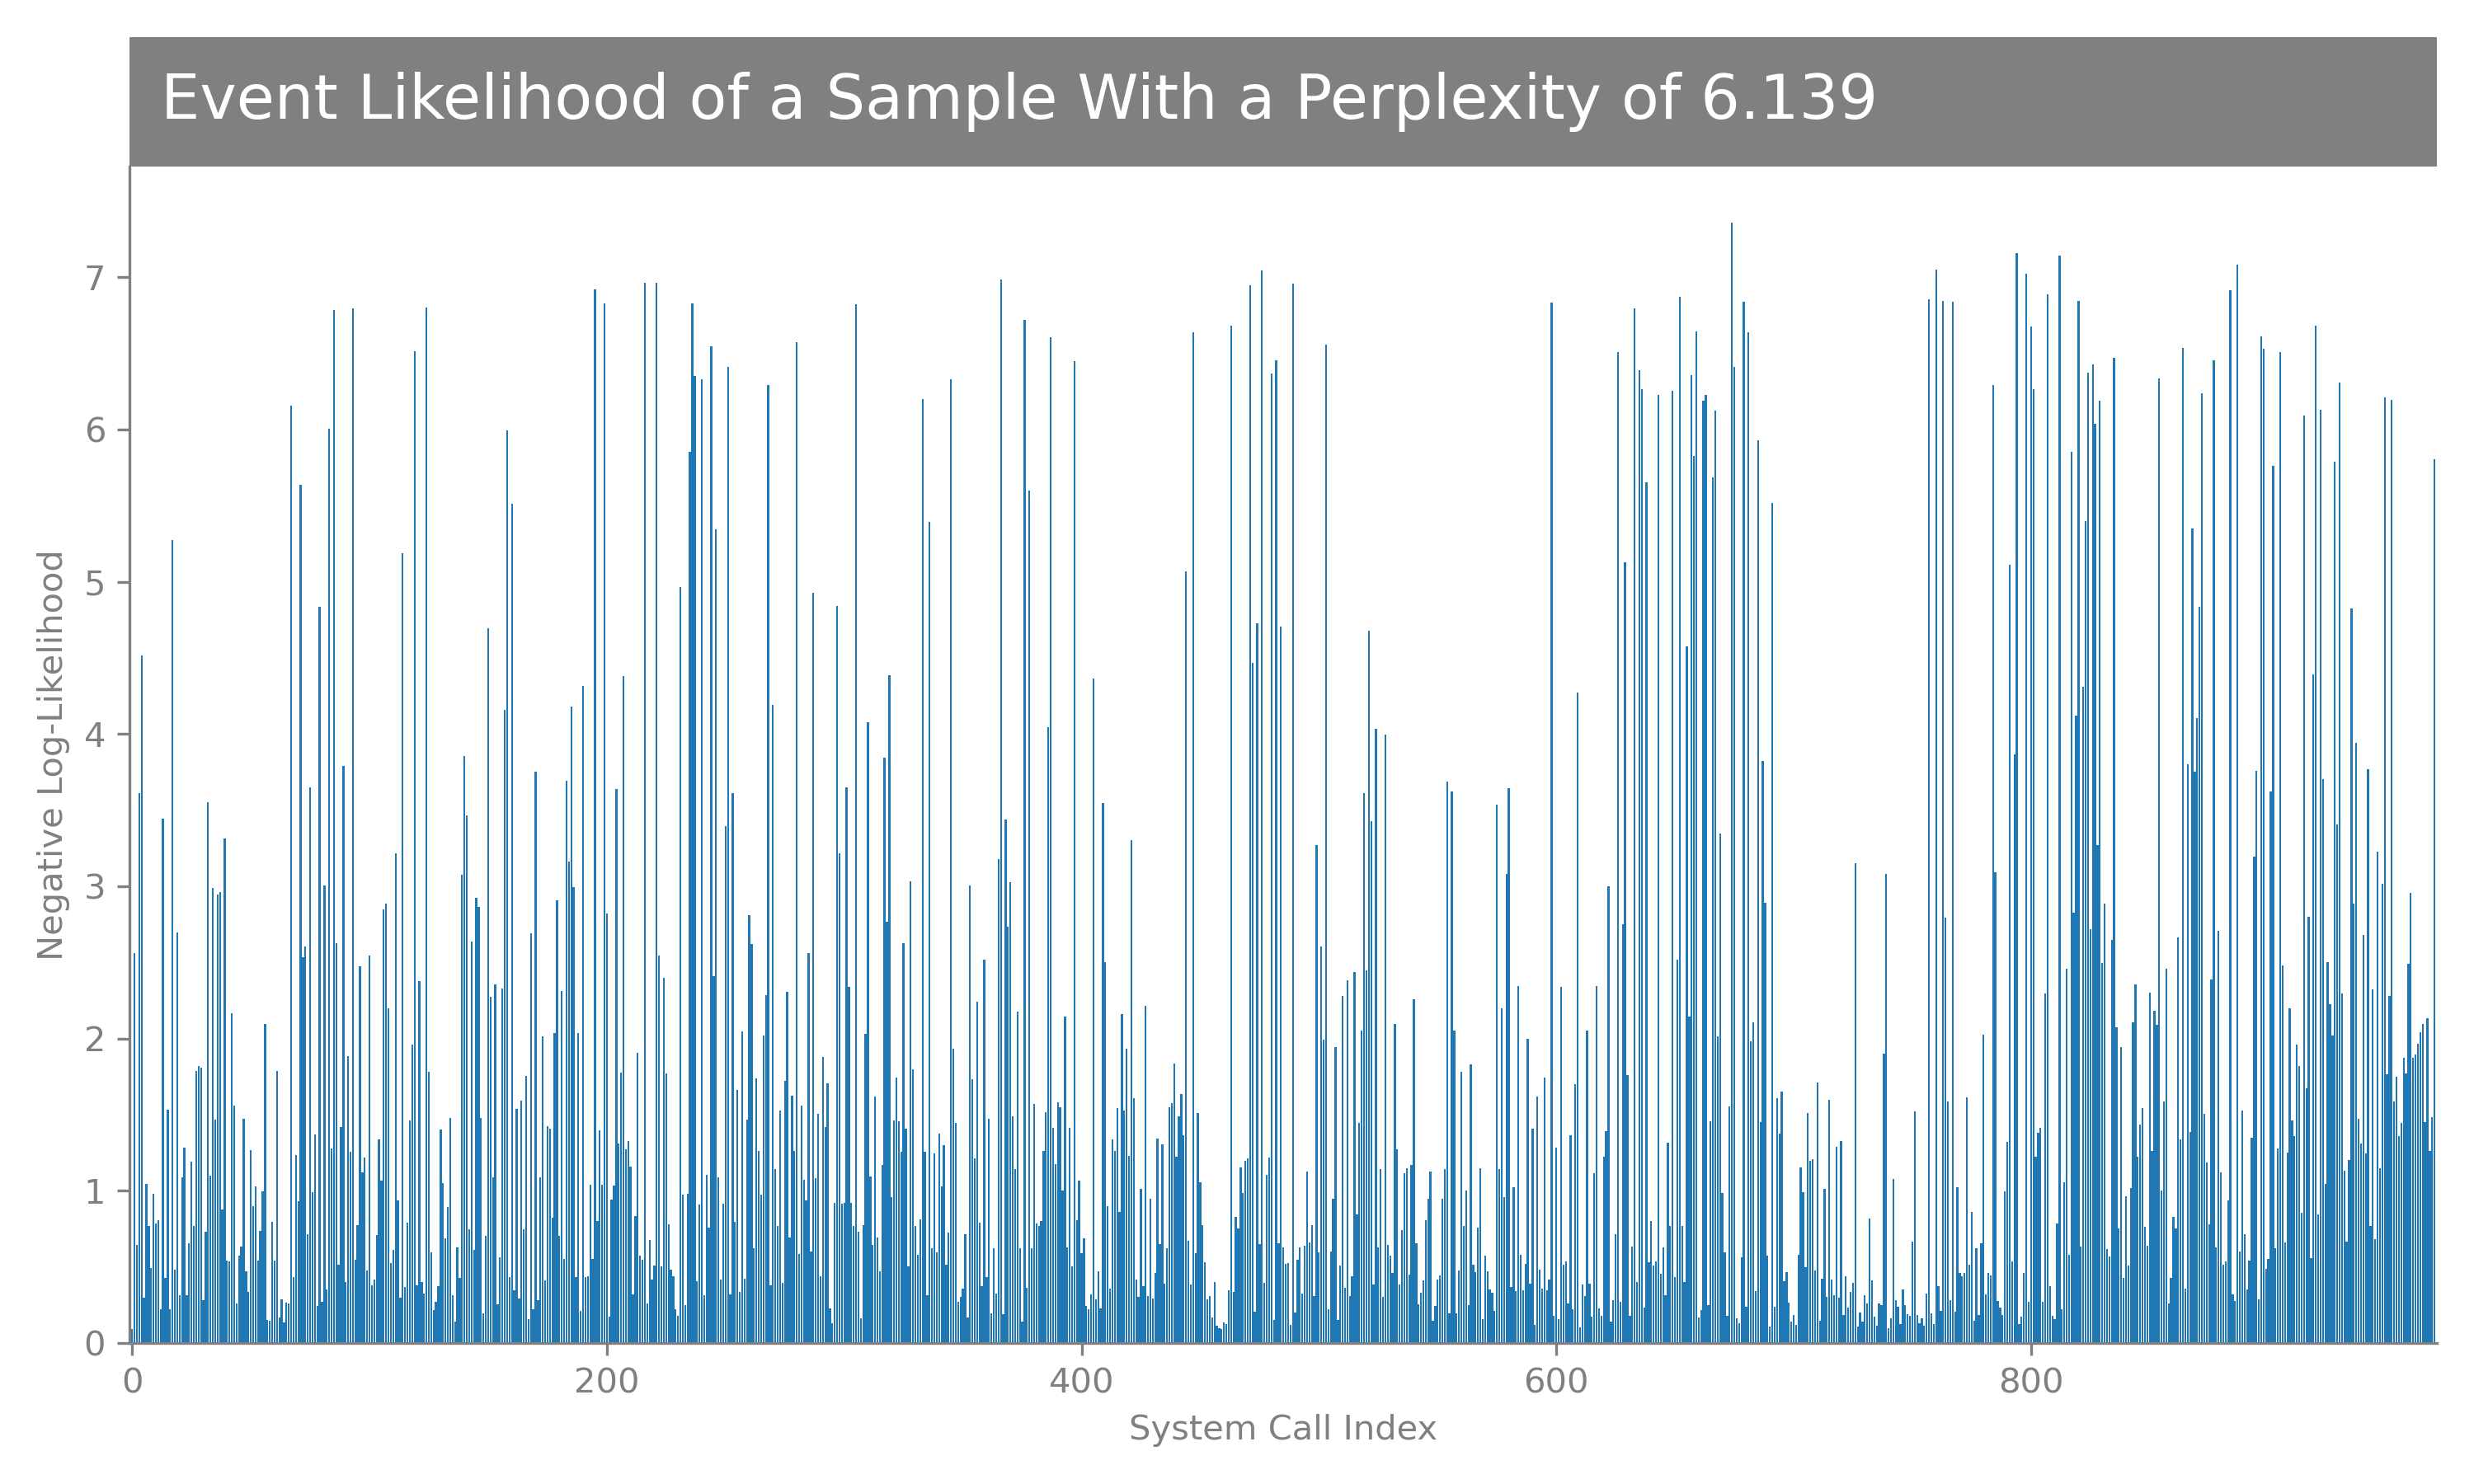 Event Likelihood of a Sample With a Perplexity of 6.139
Negative Log-Likelihood
7
6
5
4
3
2
1
0
0 200 400 600 800
System Call Index